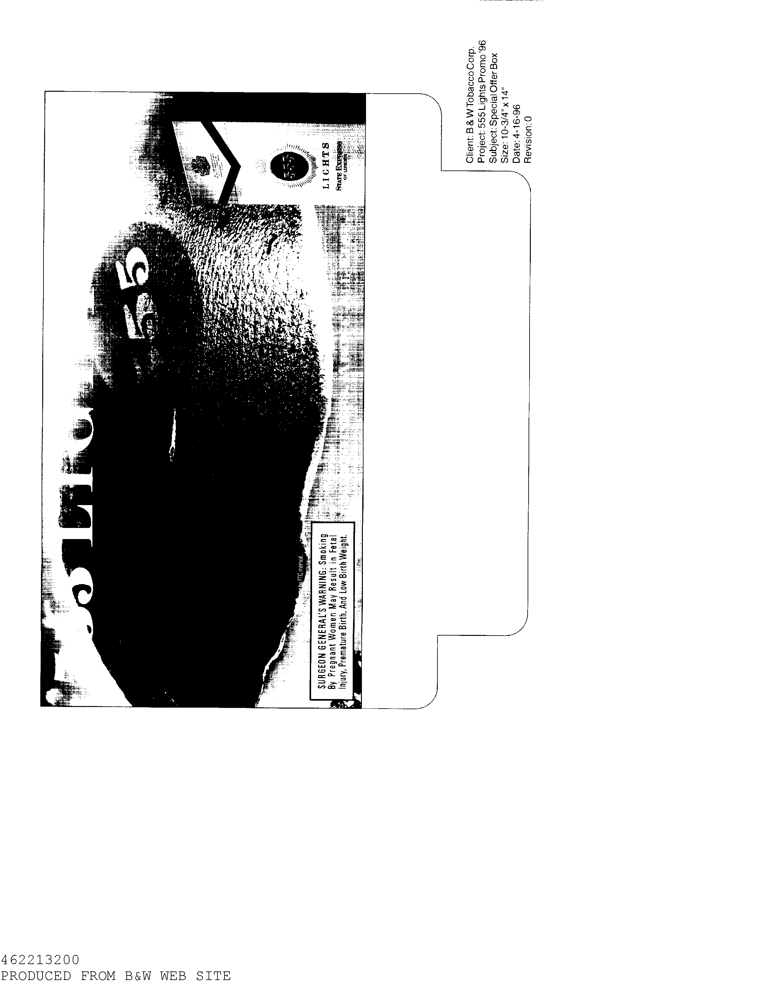 Client: B & W Tobacco Corp.
Project: 555 Lights Promo '96
Subject: Special Offer Box
Size: 10-3/4" x 14"
Date: 4-16-96
Revision: 0
555
LIGHTS
STATE EXPRESS
OF LONDON
SURGEON GENERAL'S WARNING: Smoking
By Pregnant Women May Result in Fetal
Injury, Premature Birth, And Low Birth Weight.
462213200
PRODUCED FROM B&W WEB SITE